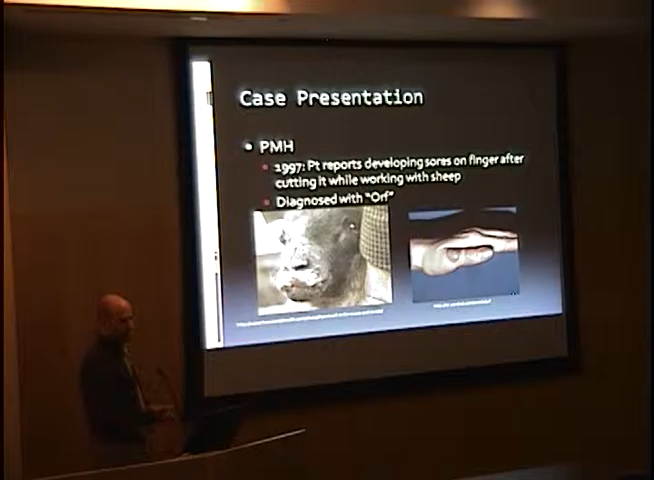 Case Presentation
PMH
1997: Pt reports developing sores on finger after
cutting it while working with sheep
Diagnosed with "Orf"